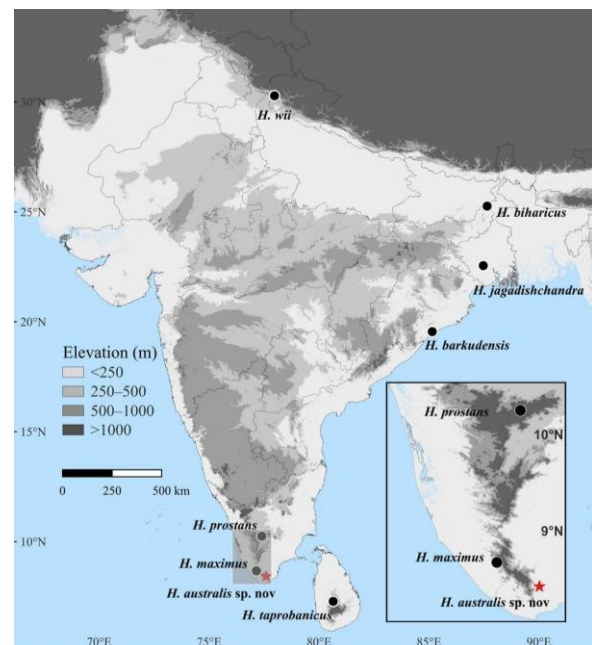 30°N
H. wii
25°N
H. biharicus
H. jagadishchandra
20°N
H. barkudensis
Elevation (m)
<250
250–500
500–1000
>1000
15°N
0 250 500 km
H. prostans
10°N
H. maximus
H. australis sp. nov
H. taprobanicus
H. prostans
10°N
9°N
H. maximus
H. australis sp. nov
70°E 75°E 80°E 85°E 90°E